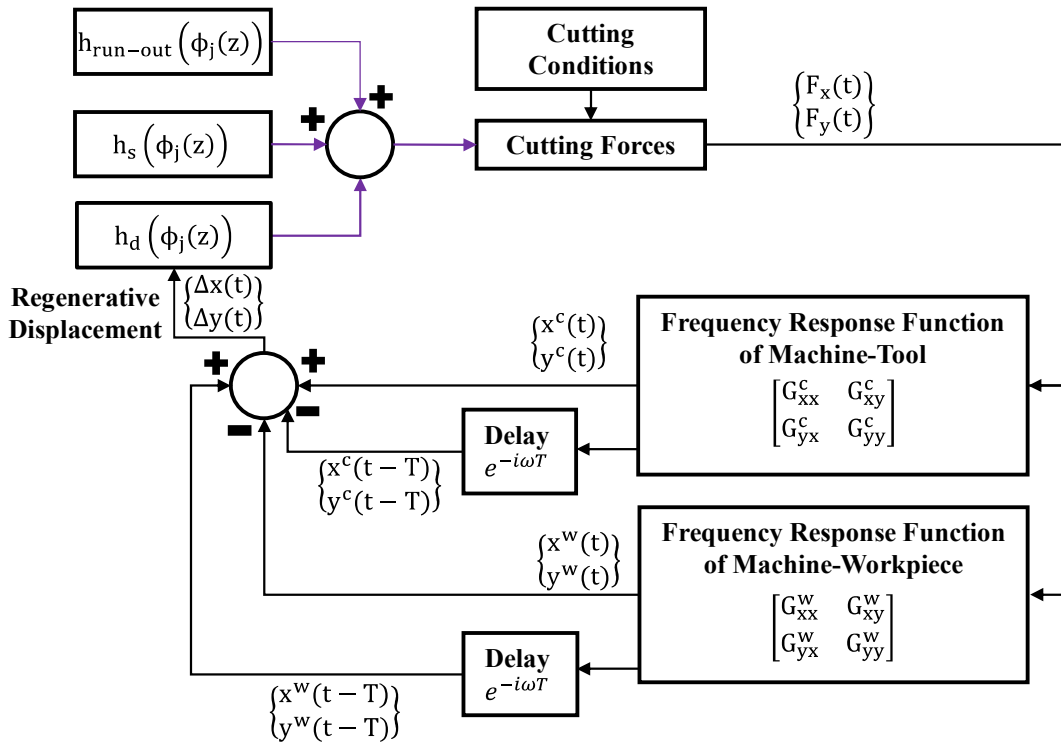 h_run−out (ϕ_j(z))
Cutting
Conditions
{F_x(t)
F_y(t)}
+
+
h_s (ϕ_j(z))
Cutting Forces
h_d (ϕ_j(z))
Regenerative
Displacement
{Δx(t)
Δy(t)}
+
+
−
−
{x^c(t)
y^c(t)}
Frequency Response Function
of Machine-Tool
[G^c_xx G^c_xy
G^c_yx G^c_yy]
Delay
e^−iωT
{x^c(t − T)
y^c(t − T)}
{x^w(t)
y^w(t)}
Frequency Response Function
of Machine-Workpiece
[G^w_xx G^w_xy
G^w_yx G^w_yy]
Delay
e^−iωT
{x^w(t − T)
y^w(t − T)}